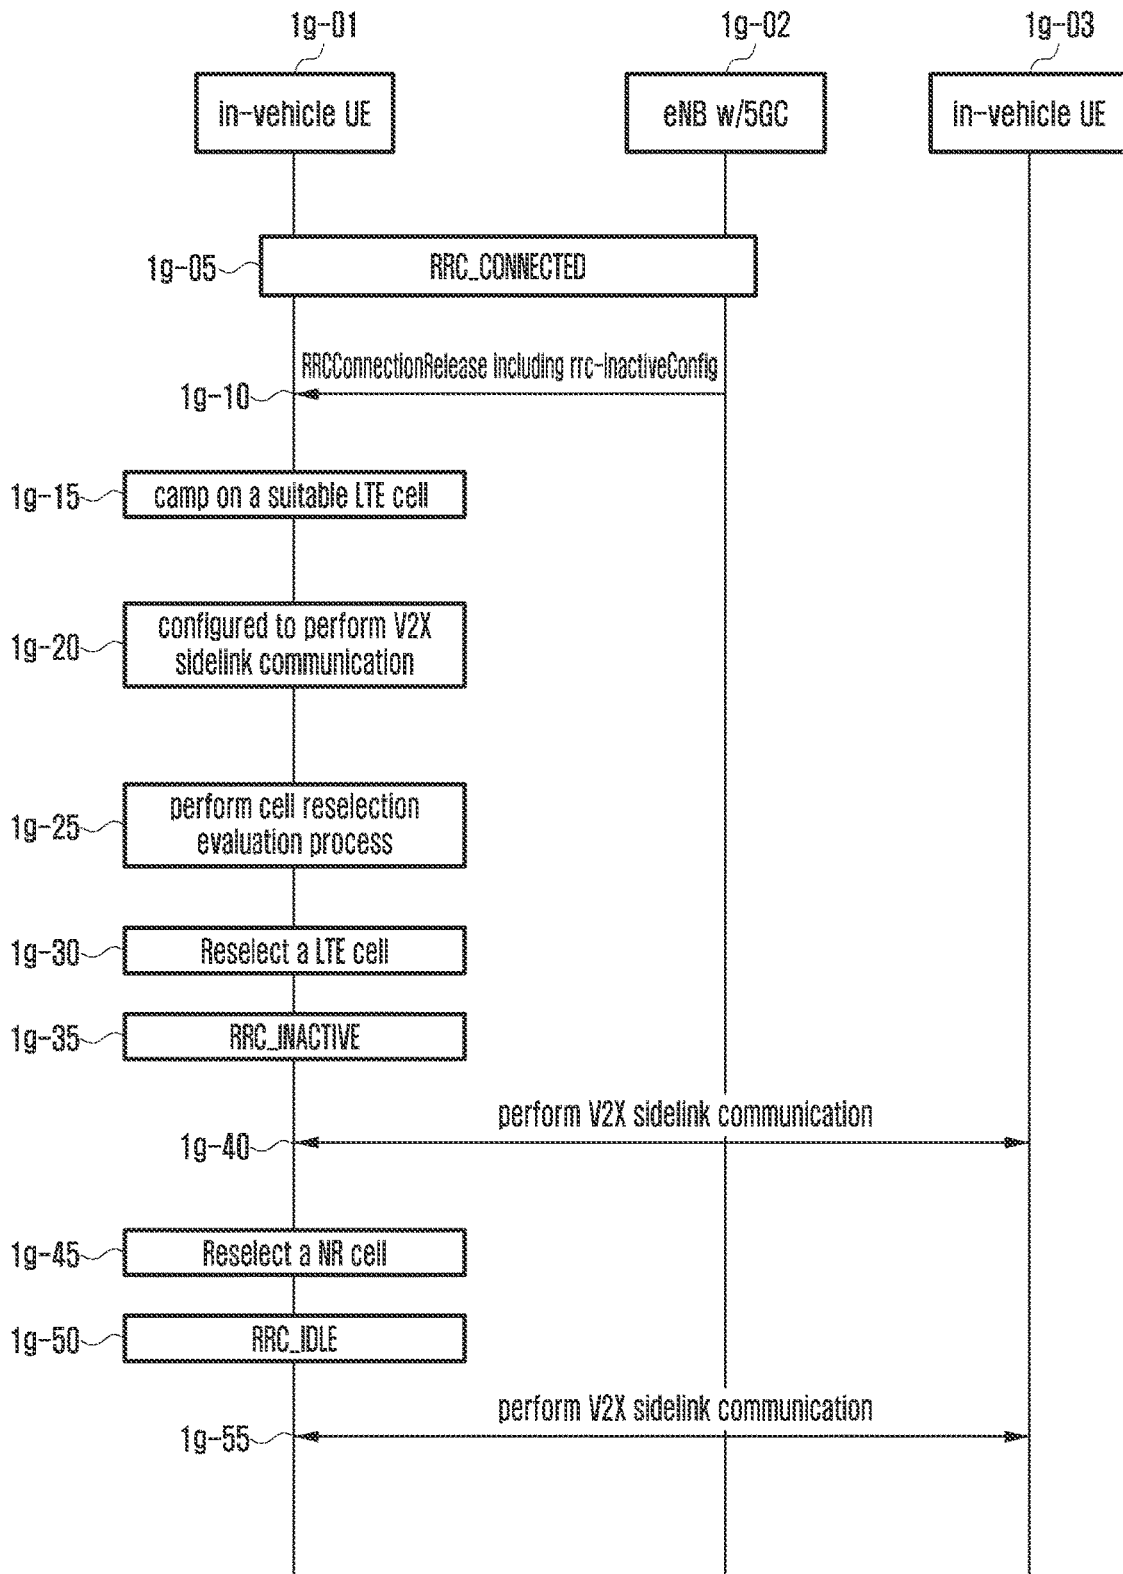 1g-01
1g-02
1g-03
in-vehicle UE
eNB w/5GC
in-vehicle UE
1g-05
RRC_CONNECTED
RRCConnectionRelease including rrc-InactiveConfig
1g-10
1g-15
camp on a suitable LTE cell
1g-20
configured to perform V2X
sidelink communication
1g-25
perform cell reselection
evaluation process
1g-30
Reselect a LTE cell
1g-35
RRC_INACTIVE
perform V2X sidelink communication
1g-40
1g-45
Reselect a NR cell
1g-50
RRC_IDLE
perform V2X sidelink communication
1g-55